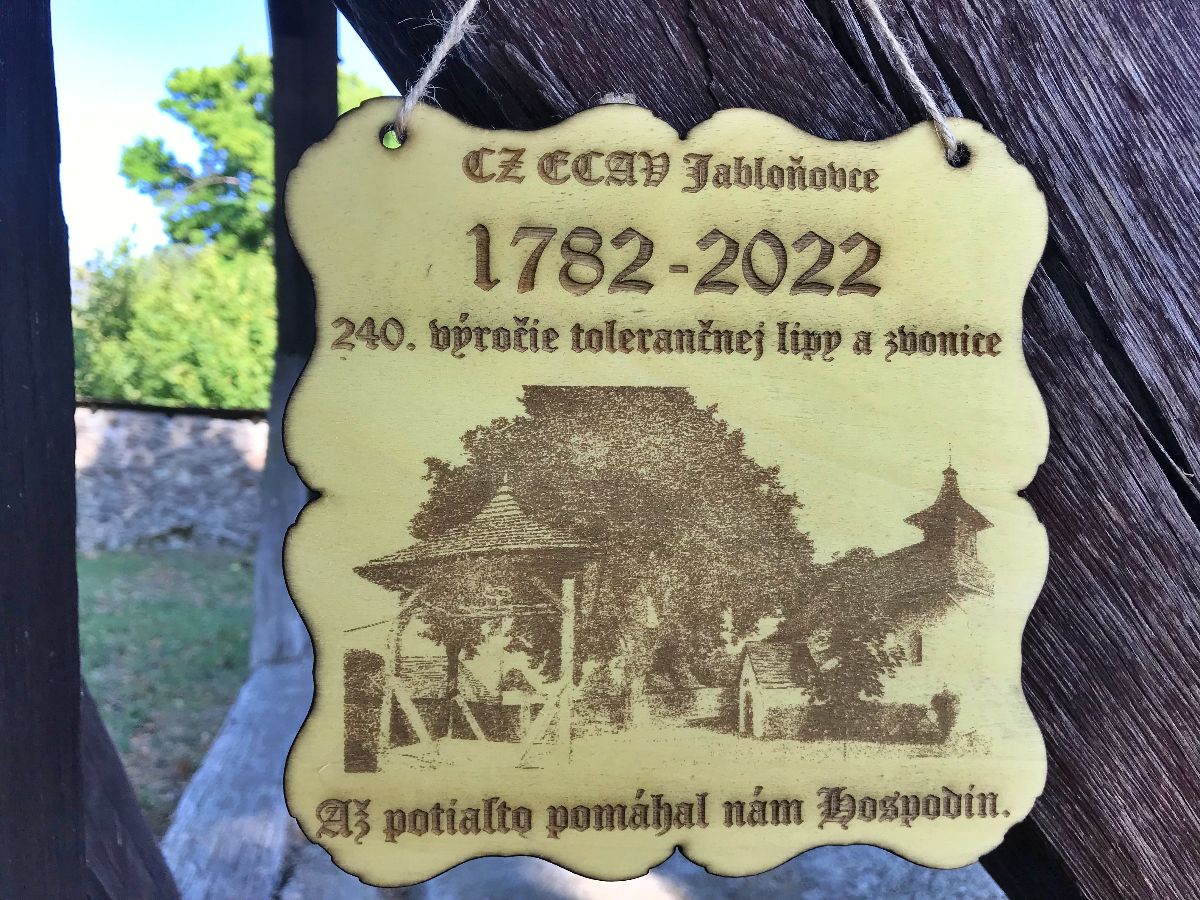 CZ ECAV Jabloňovce
1782-2022
240. výročie tolerančnej lipy a zvonice
Až potiaľto pomáhal nám Hospodin.